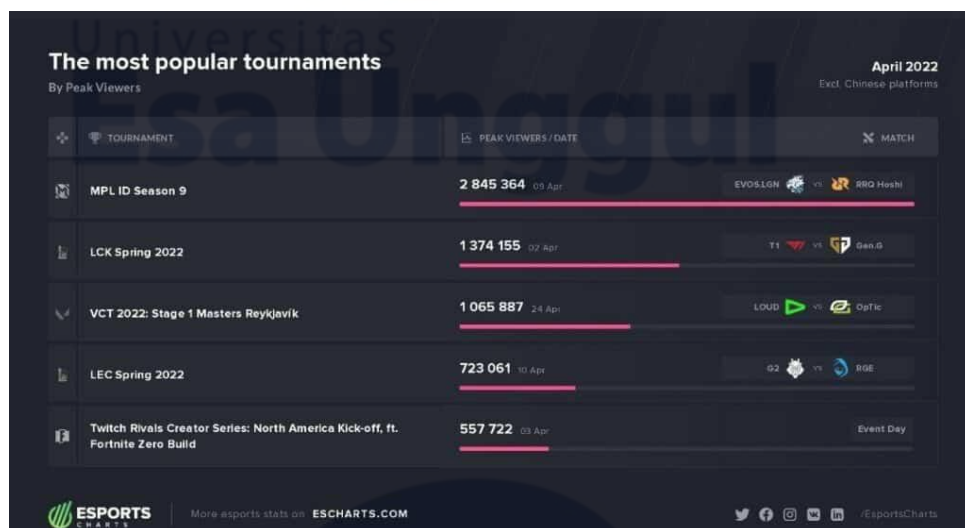 Universitas
Esa Unggul
The most popular tournaments
By Peak Viewers
April 2022
Excl. Chinese platforms
TOURNAMENT
PEAK VIEWERS / DATE
MATCH
MPL ID Season 9
2 845 364 09 Apr
EVOS.LGN vs RRQ Hoshi
LCK Spring 2022
1 374 155 02 Apr
T1 vs Gen.G
VCT 2022: Stage 1 Masters Reykjavík
1 065 887 24 Apr
LOUD vs OpTic
LEC Spring 2022
723 061 10 Apr
G2 vs RGE
Twitch Rivals Creator Series: North America Kick-off, ft.
Fortnite Zero Build
557 722 03 Apr
Event Day
ESPORTS
CHARTS
More esports stats on ESCHARTS.COM
/EsportsCharts